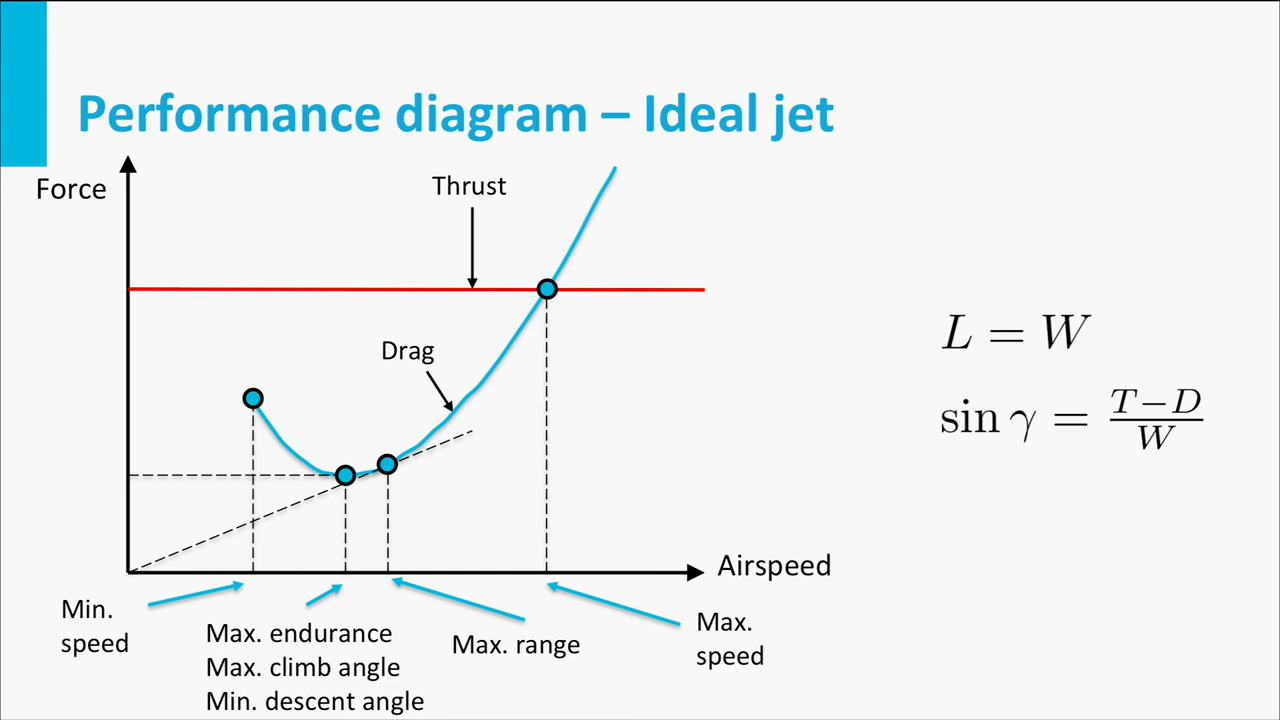 Performance diagram – Ideal jet
Force
Thrust
Drag
L = W
sin γ = T−D/W
Airspeed
Min.
speed
Max. endurance
Max. climb angle
Min. descent angle
Max. range
Max.
speed